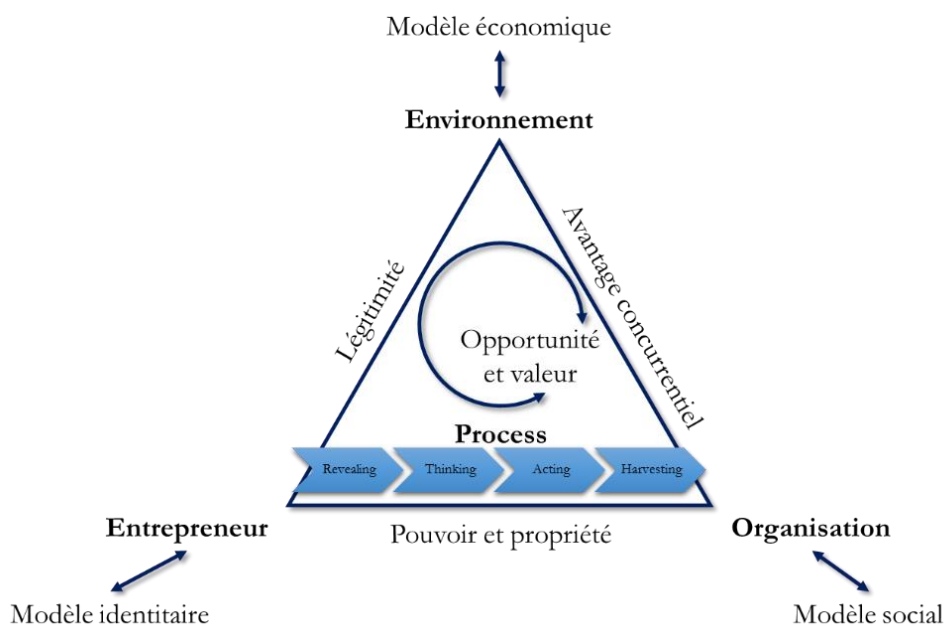 Modèle économique
Environnement
Légitimité
Avantage concurrentiel
Opportunité
et valeur
Process
Revealing
Thinking
Acting
Harvesting
Entrepreneur
Pouvoir et propriété
Organisation
Modèle identitaire
Modèle social